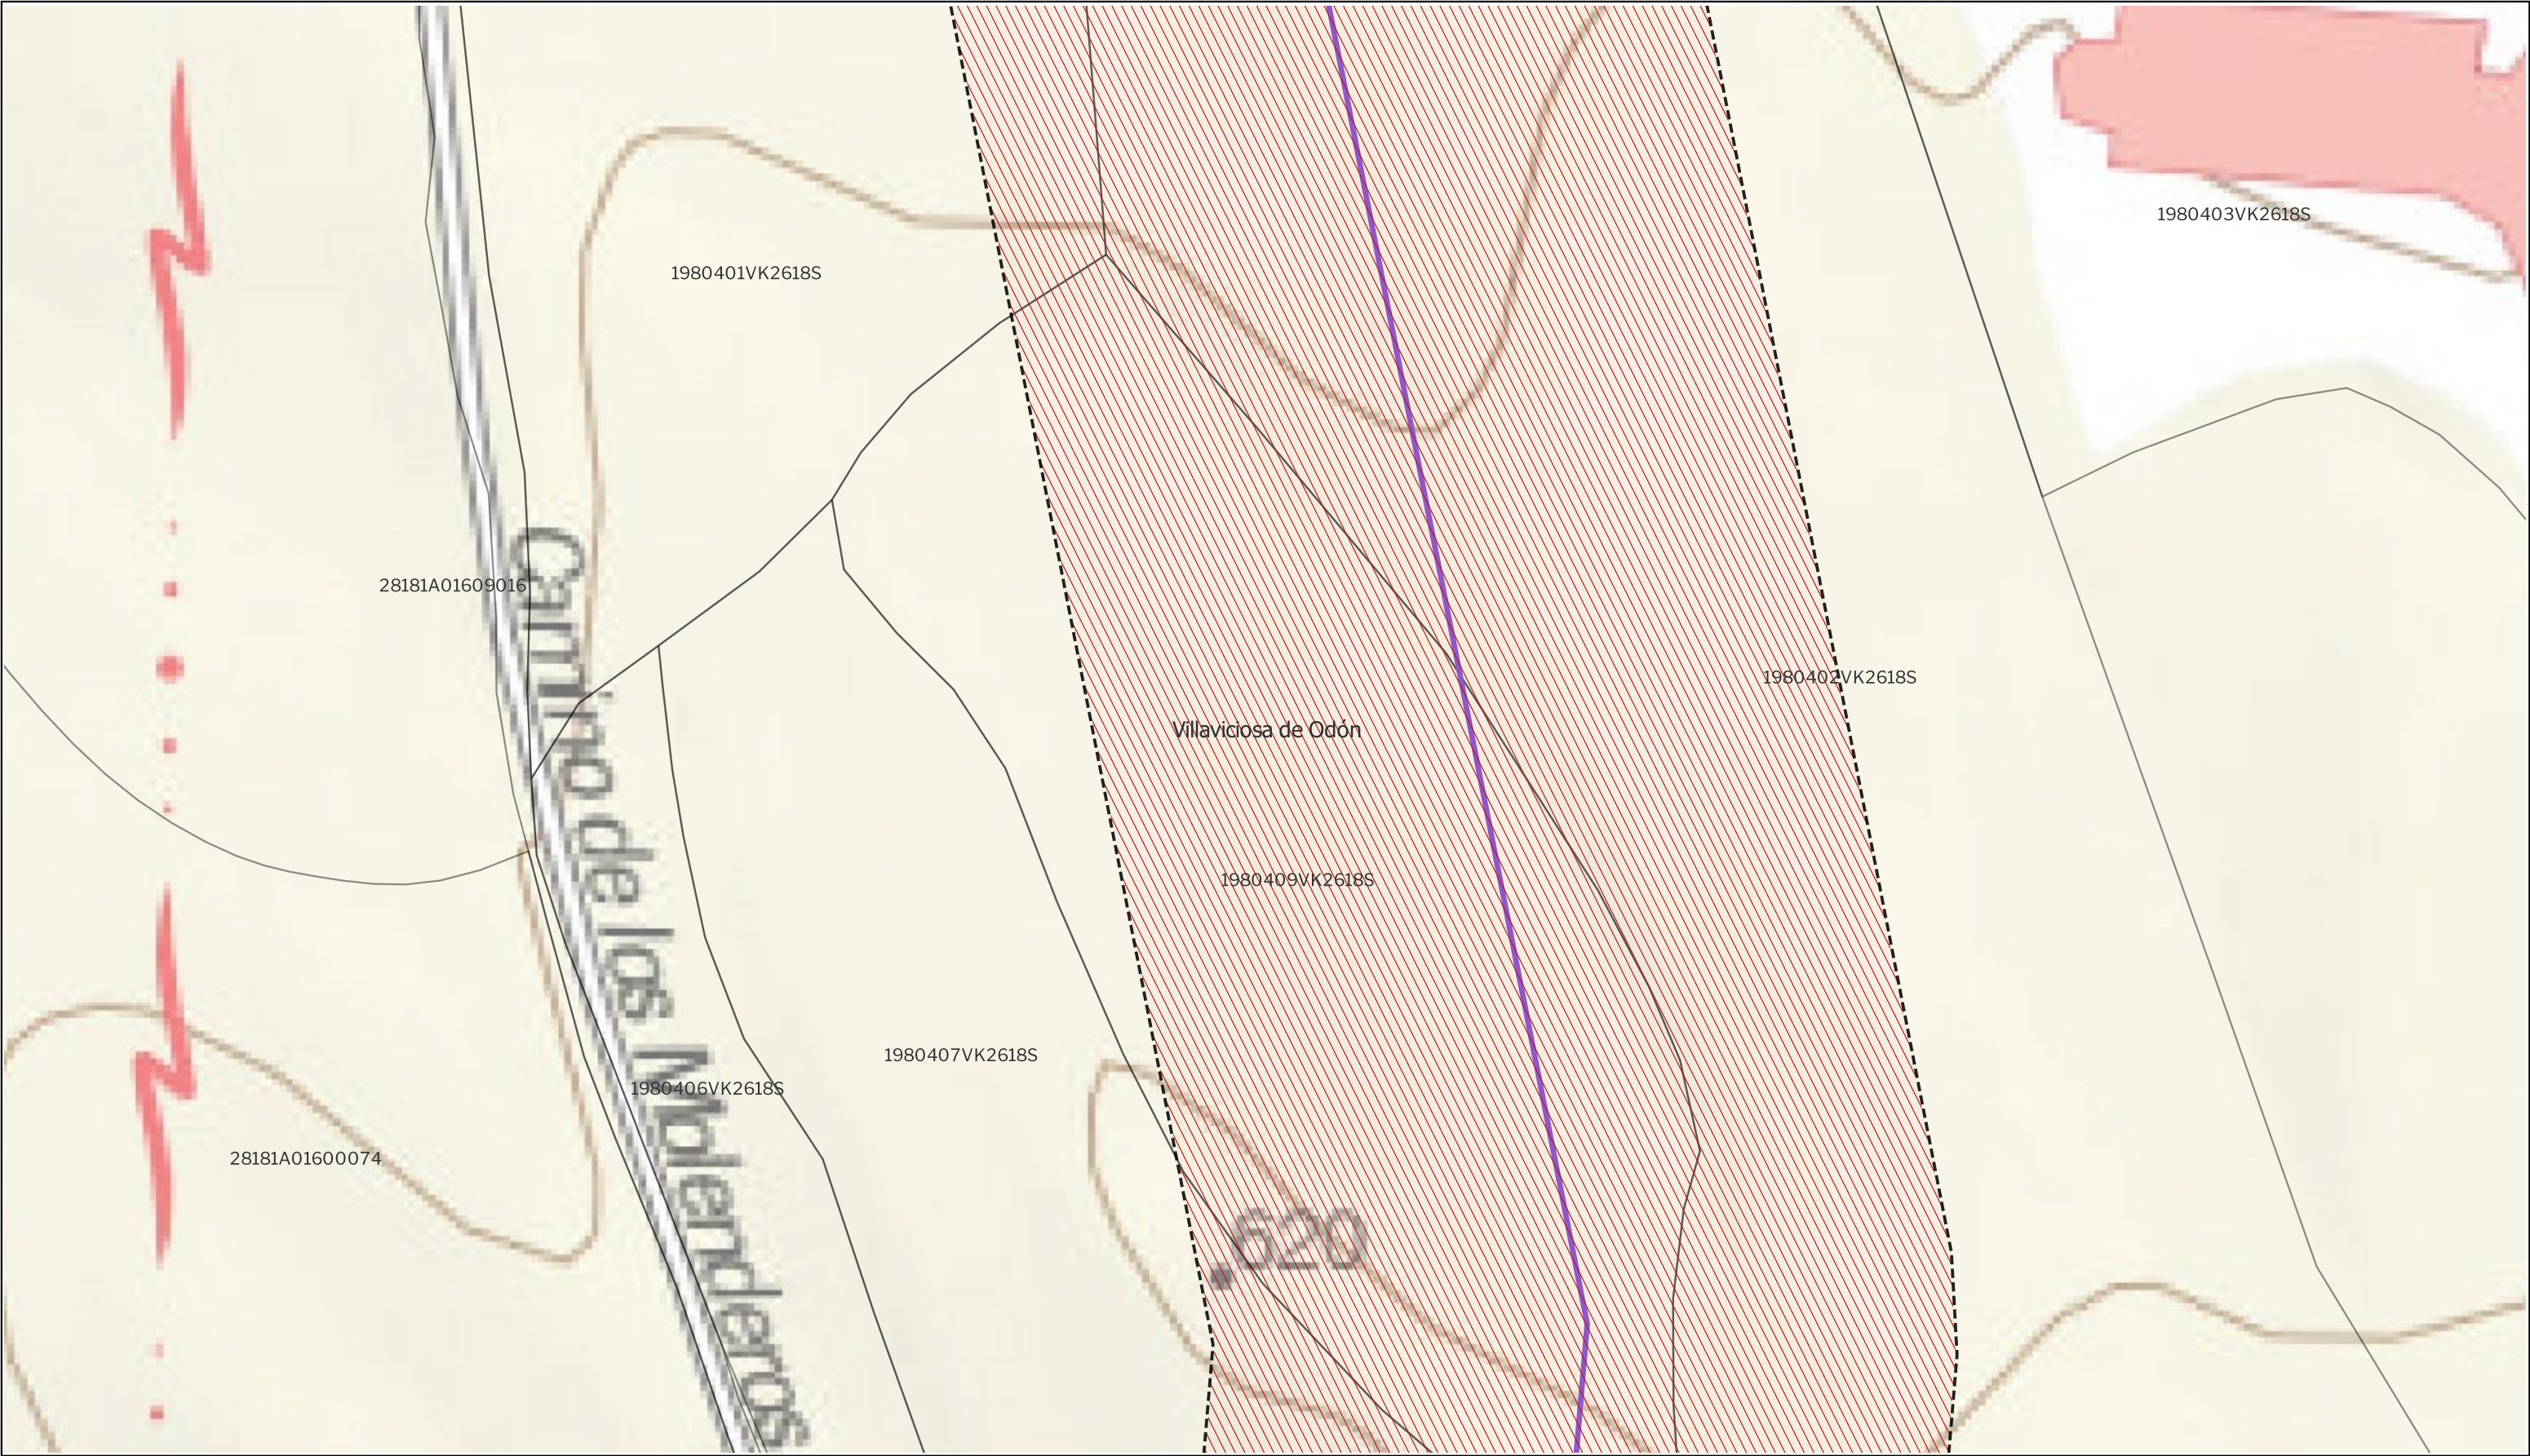 1980403VK2618S
1980401VK2618S
28181A01609016
Camino de los Molenderos
1980402VK2618S
Villaviciosa de Odón
1980409VK2618S
1980407VK2618S
1980406VK2618S
28181A01600074
620